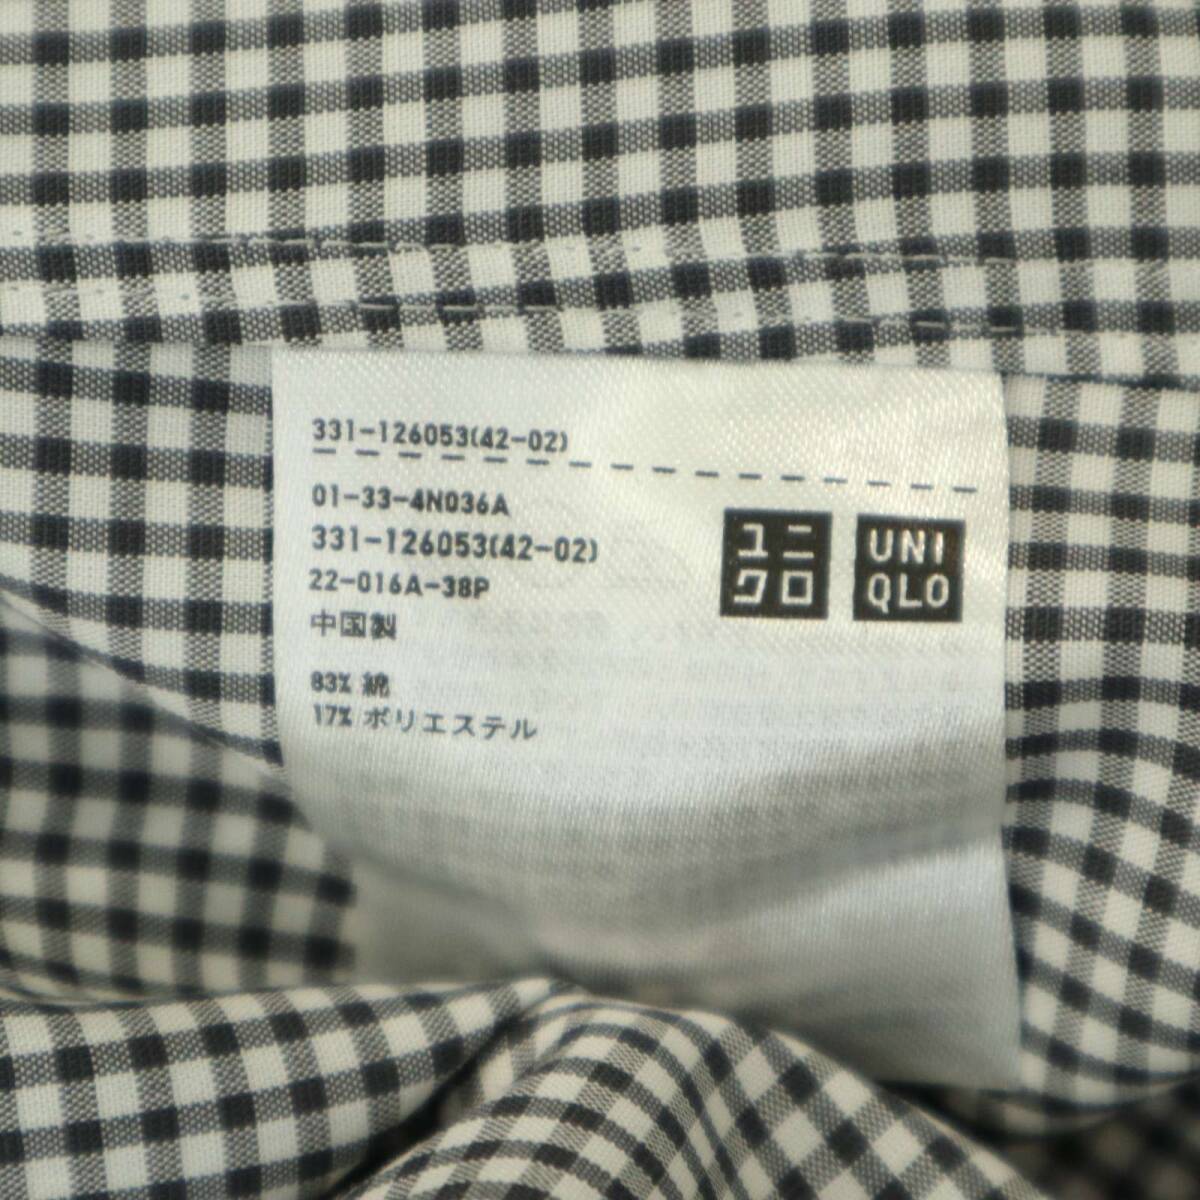 331-126053(42-02)
01-33-4N036A
331-126053(42-02)
22-016A-38P
中国製
83% 綿
17% ポリエステル
ユニ
クロ
UNI
QLO